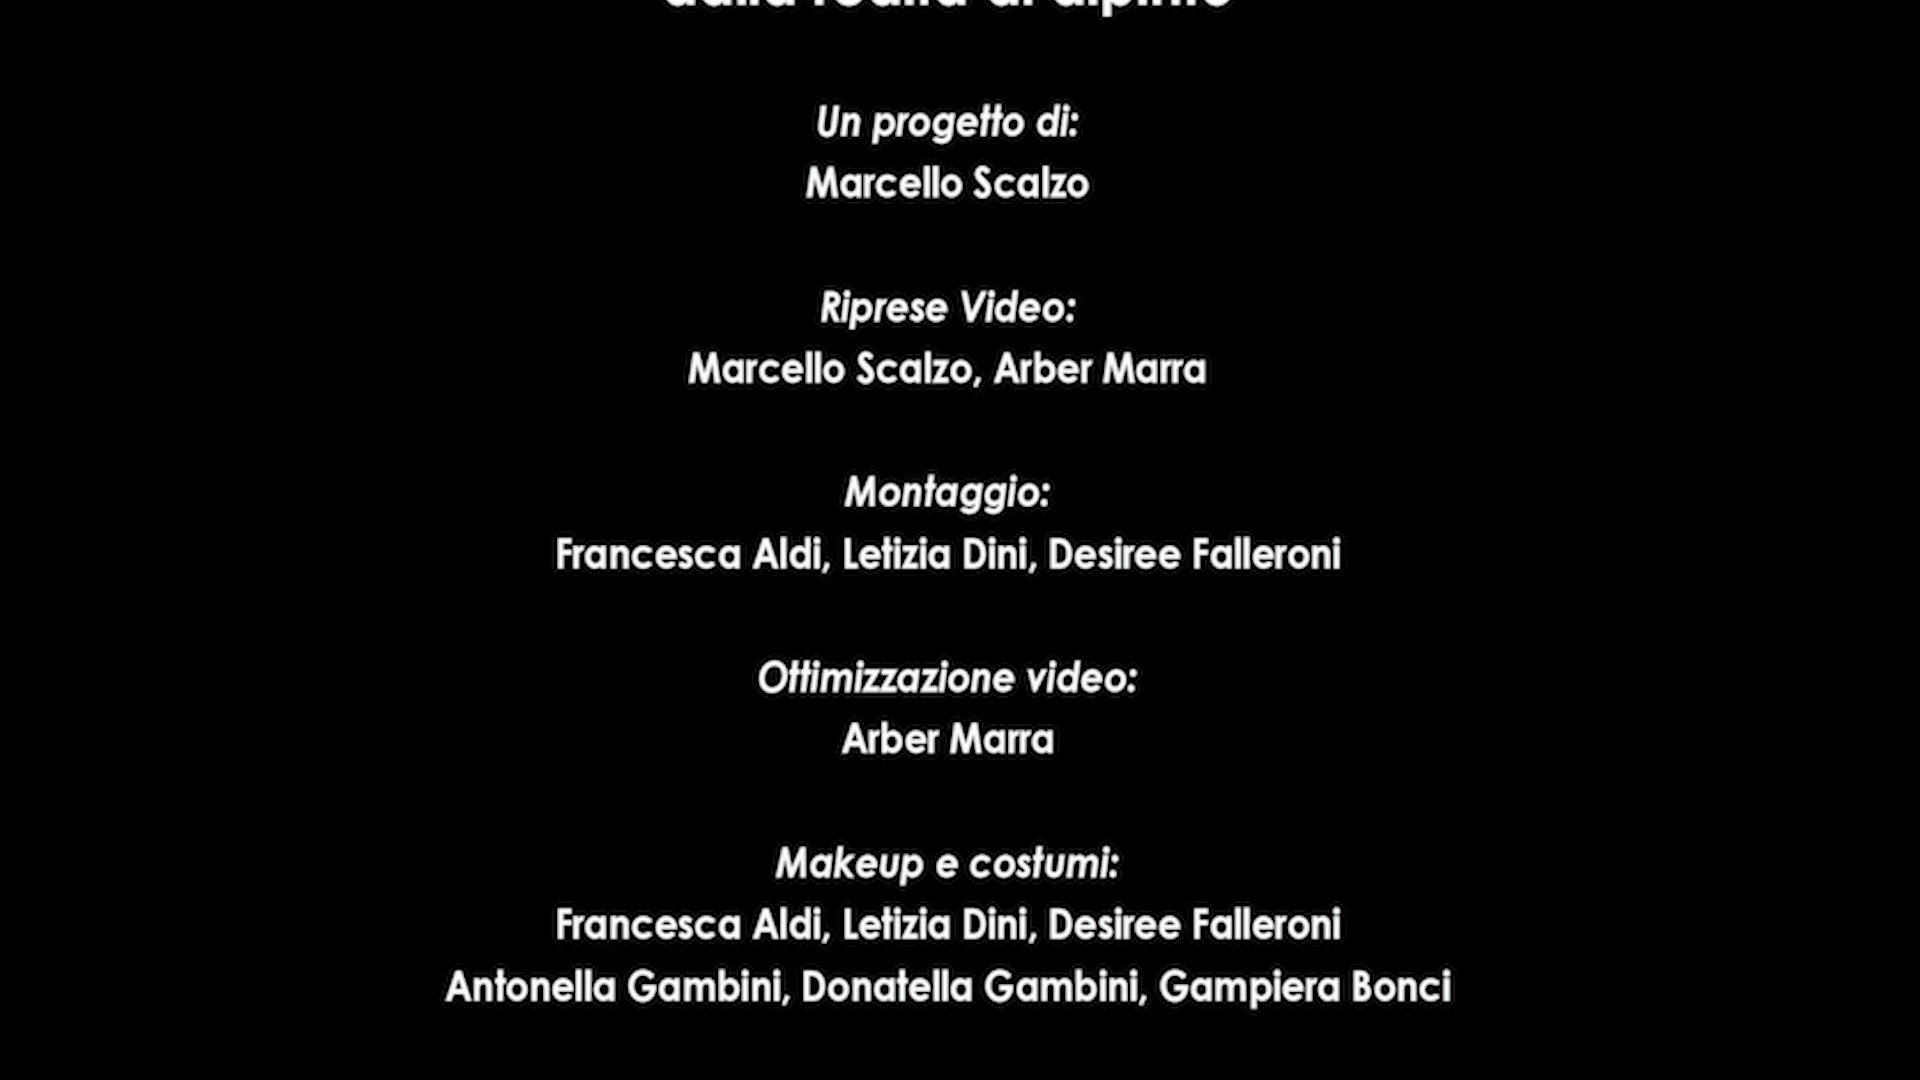 Un progetto di:
Marcello Scalzo
Riprese Video:
Marcello Scalzo, Arber Marra
Montaggio:
Francesca Aldi, Letizia Dini, Desiree Falleroni
Ottimizzazione video:
Arber Marra
Makeup e costumi:
Francesca Aldi, Letizia Dini, Desiree Falleroni
Antonella Gambini, Donatella Gambini, Gampiera Bonci